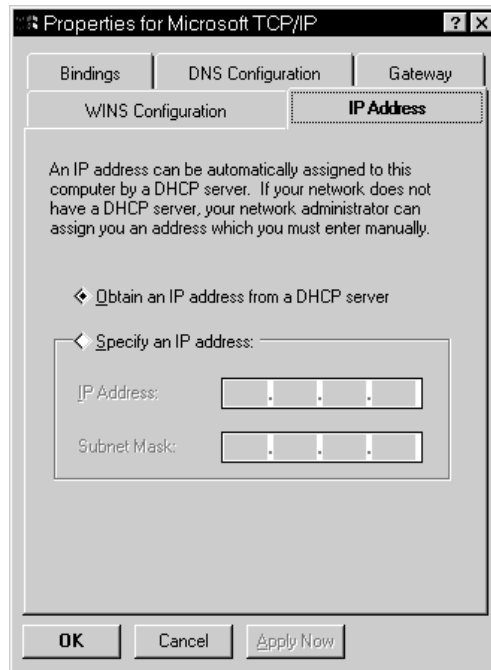 Properties for Microsoft TCP/IP
Bindings
DNS Configuration
Gateway
WINS Configuration
IP Address
An IP address can be automatically assigned to this
computer by a DHCP server. If your network does not
have a DHCP server, your network administrator can
assign you an address which you must enter manually.
Obtain an IP address from a DHCP server
Specify an IP address:
IP Address:
. . .
Subnet Mask:
. . .
OK
Cancel
Apply Now